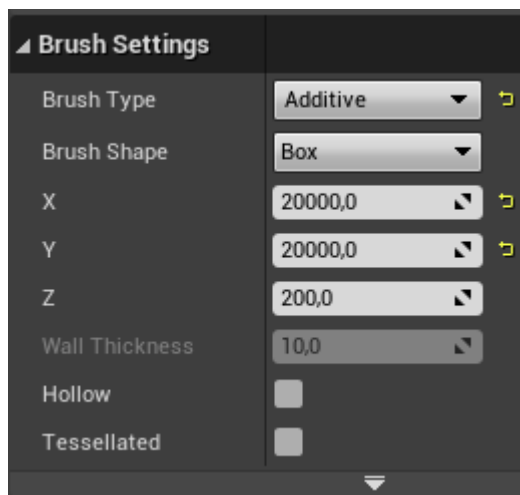 Brush Settings
Brush Type Additive
Brush Shape Box
X 20000,0
Y 20000,0
Z 200,0
Wall Thickness 10,0
Hollow
Tessellated